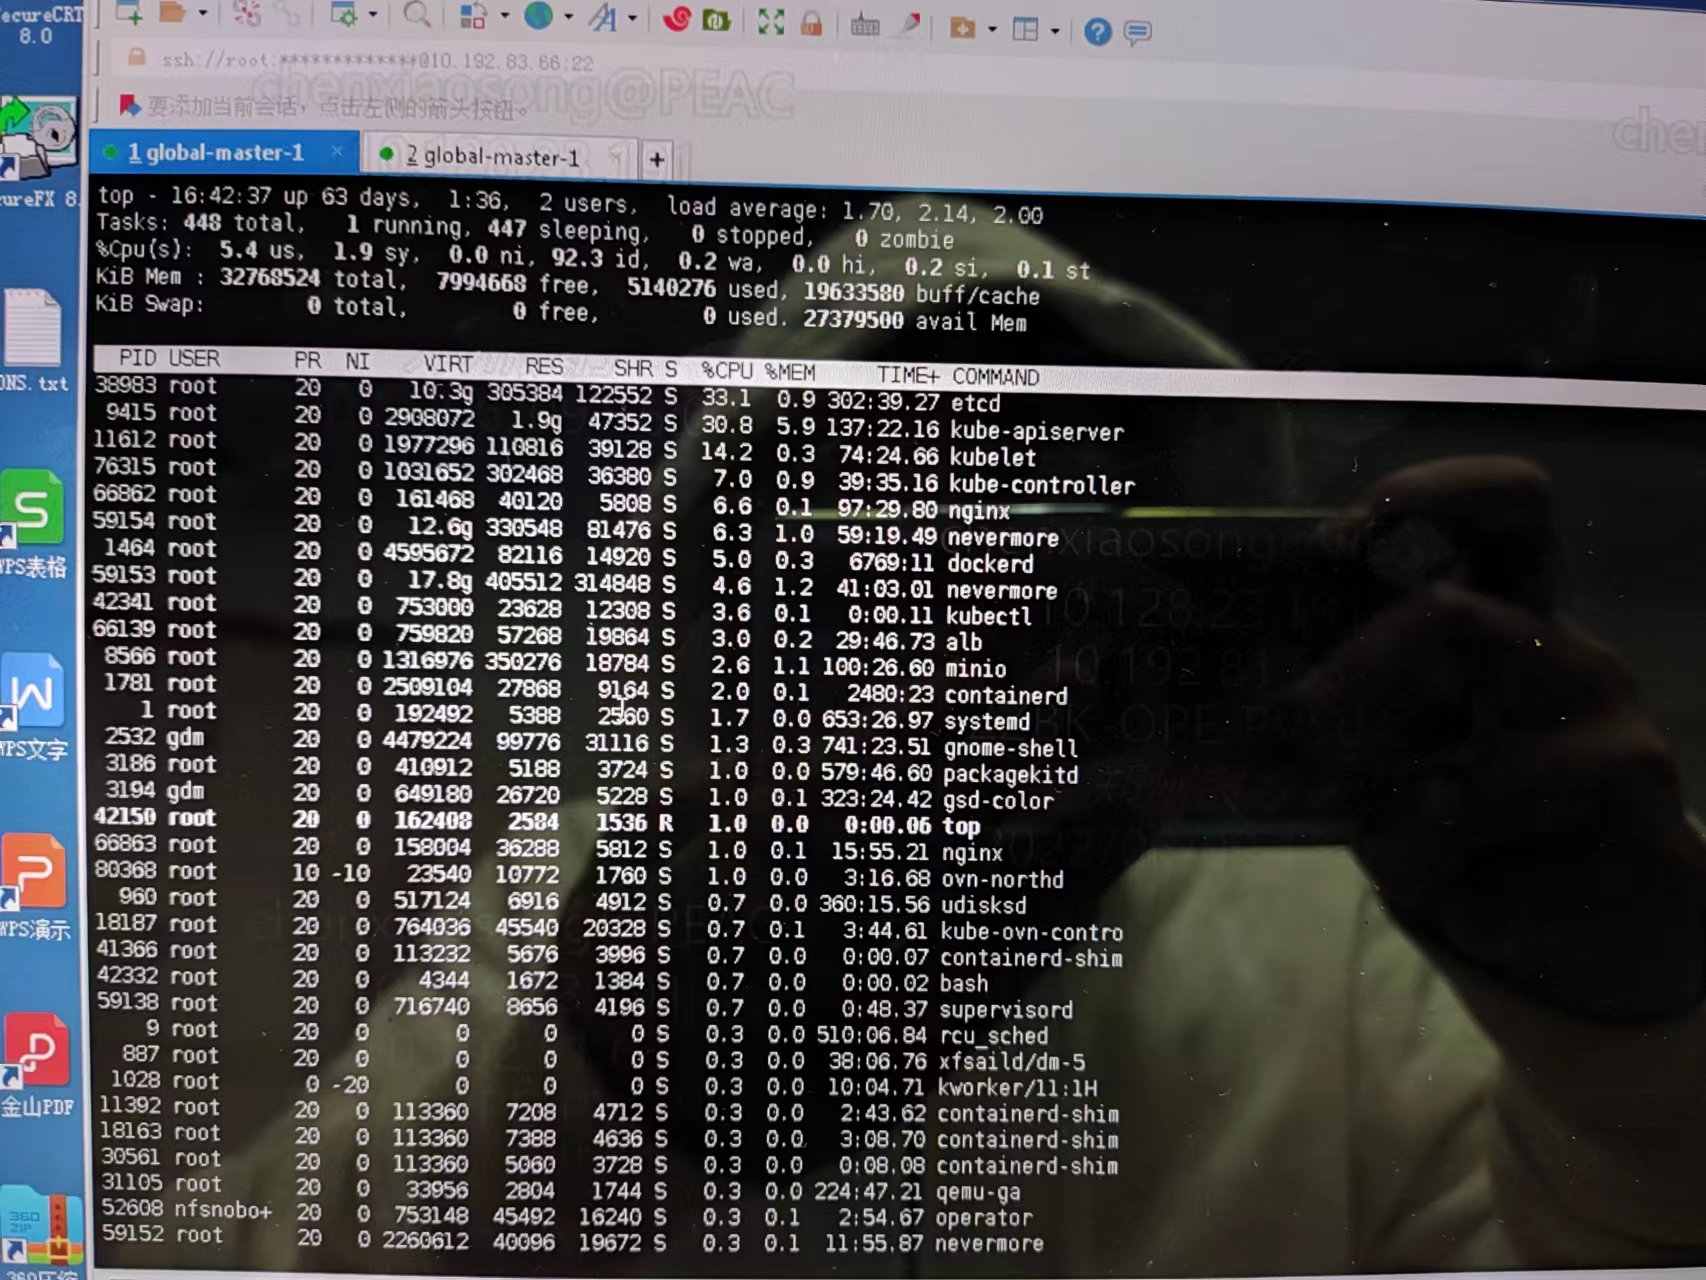 SecureCRT
8.0
ssh://root:*************@10.192.83.66:22
chenxiaosong@PEAC
要添加当前会话，点击左侧的箭头按钮。
1 global-master-1 ×
2 global-master-1 × +
top - 16:42:37 up 63 days,  1:36,  2 users,  load average: 1.70, 2.14, 2.00
Tasks: 448 total,   1 running, 447 sleeping,   0 stopped,   0 zombie
%Cpu(s):  5.4 us,  1.9 sy,  0.0 ni, 92.3 id,  0.2 wa,  0.0 hi,  0.2 si,  0.1 st
KiB Mem : 32768524 total,  7994668 free,  5140276 used, 19633580 buff/cache
KiB Swap:        0 total,        0 free,        0 used. 27379500 avail Mem
PID USER PR NI VIRT RES SHR S %CPU %MEM TIME+ COMMAND
38983 root 20 0 10.3g 305384 122552 S 33.1 0.9 302:39.27 etcd
9415 root 20 0 2908072 1.9g 47352 S 30.8 5.9 137:22.16 kube-apiserver
11612 root 20 0 1977296 110816 39128 S 14.2 0.3 74:24.66 kubelet
76315 root 20 0 1031652 302468 36380 S 7.0 0.9 39:35.16 kube-controller
66862 root 20 0 161468 40120 5808 S 6.6 0.1 97:29.80 nginx
59154 root 20 0 12.6g 330548 81476 S 6.3 1.0 59:19.49 nevermore
1464 root 20 0 4595672 82116 14920 S 5.0 0.3 6769:11 dockerd
59153 root 20 0 17.8g 405512 314848 S 4.6 1.2 41:03.01 nevermore
42341 root 20 0 753000 23628 12308 S 3.6 0.1 0:00.11 kubectl
66139 root 20 0 759820 57268 19864 S 3.0 0.2 29:46.73 alb
8566 root 20 0 1316976 350276 18784 S 2.6 1.1 100:26.60 minio
1781 root 20 0 2509104 27868 9164 S 2.0 0.1 2480:23 containerd
1 root 20 0 192492 5388 2560 S 1.7 0.0 653:26.97 systemd
2532 gdm 20 0 4479224 99776 31116 S 1.3 0.3 741:23.51 gnome-shell
3186 root 20 0 410912 5188 3724 S 1.0 0.0 579:46.60 packagekitd
3194 gdm 20 0 649180 26720 5228 S 1.0 0.1 323:24.42 gsd-color
42150 root 20 0 162408 2584 1536 R 1.0 0.0 0:00.06 top
66863 root 20 0 158004 36288 5812 S 1.0 0.1 15:55.21 nginx
80368 root 10 -10 23540 10772 1760 S 1.0 0.0 3:16.68 ovn-northd
960 root 20 0 517124 6916 4912 S 0.7 0.0 360:15.56 udisksd
18187 root 20 0 764036 45540 20328 S 0.7 0.1 3:44.61 kube-ovn-contro
41366 root 20 0 113232 5676 3996 S 0.7 0.0 0:00.07 containerd-shim
42332 root 20 0 4344 1672 1384 S 0.7 0.0 0:00.02 bash
59138 root 20 0 716740 8656 4196 S 0.7 0.0 0:48.37 supervisord
9 root 20 0 0 0 0 S 0.3 0.0 510:06.84 rcu_sched
887 root 20 0 0 0 0 S 0.3 0.0 38:06.76 xfsaild/dm-5
1028 root 0 -20 0 0 0 S 0.3 0.0 10:04.71 kworker/11:1H
11392 root 20 0 113360 7208 4712 S 0.3 0.0 2:43.62 containerd-shim
18163 root 20 0 113360 7388 4636 S 0.3 0.0 3:08.70 containerd-shim
30561 root 20 0 113360 5060 3728 S 0.3 0.0 0:08.08 containerd-shim
31105 root 20 0 33956 2804 1744 S 0.3 0.0 224:47.21 qemu-ga
52608 nfsnobo+ 20 0 753148 45492 16240 S 0.3 0.1 2:54.67 operator
59152 root 20 0 2260612 40096 19672 S 0.3 0.1 11:55.87 nevermore
ureFX 8.
DNS.txt
WPS表格
WPS文字
WPS演示
金山PDF
360压缩